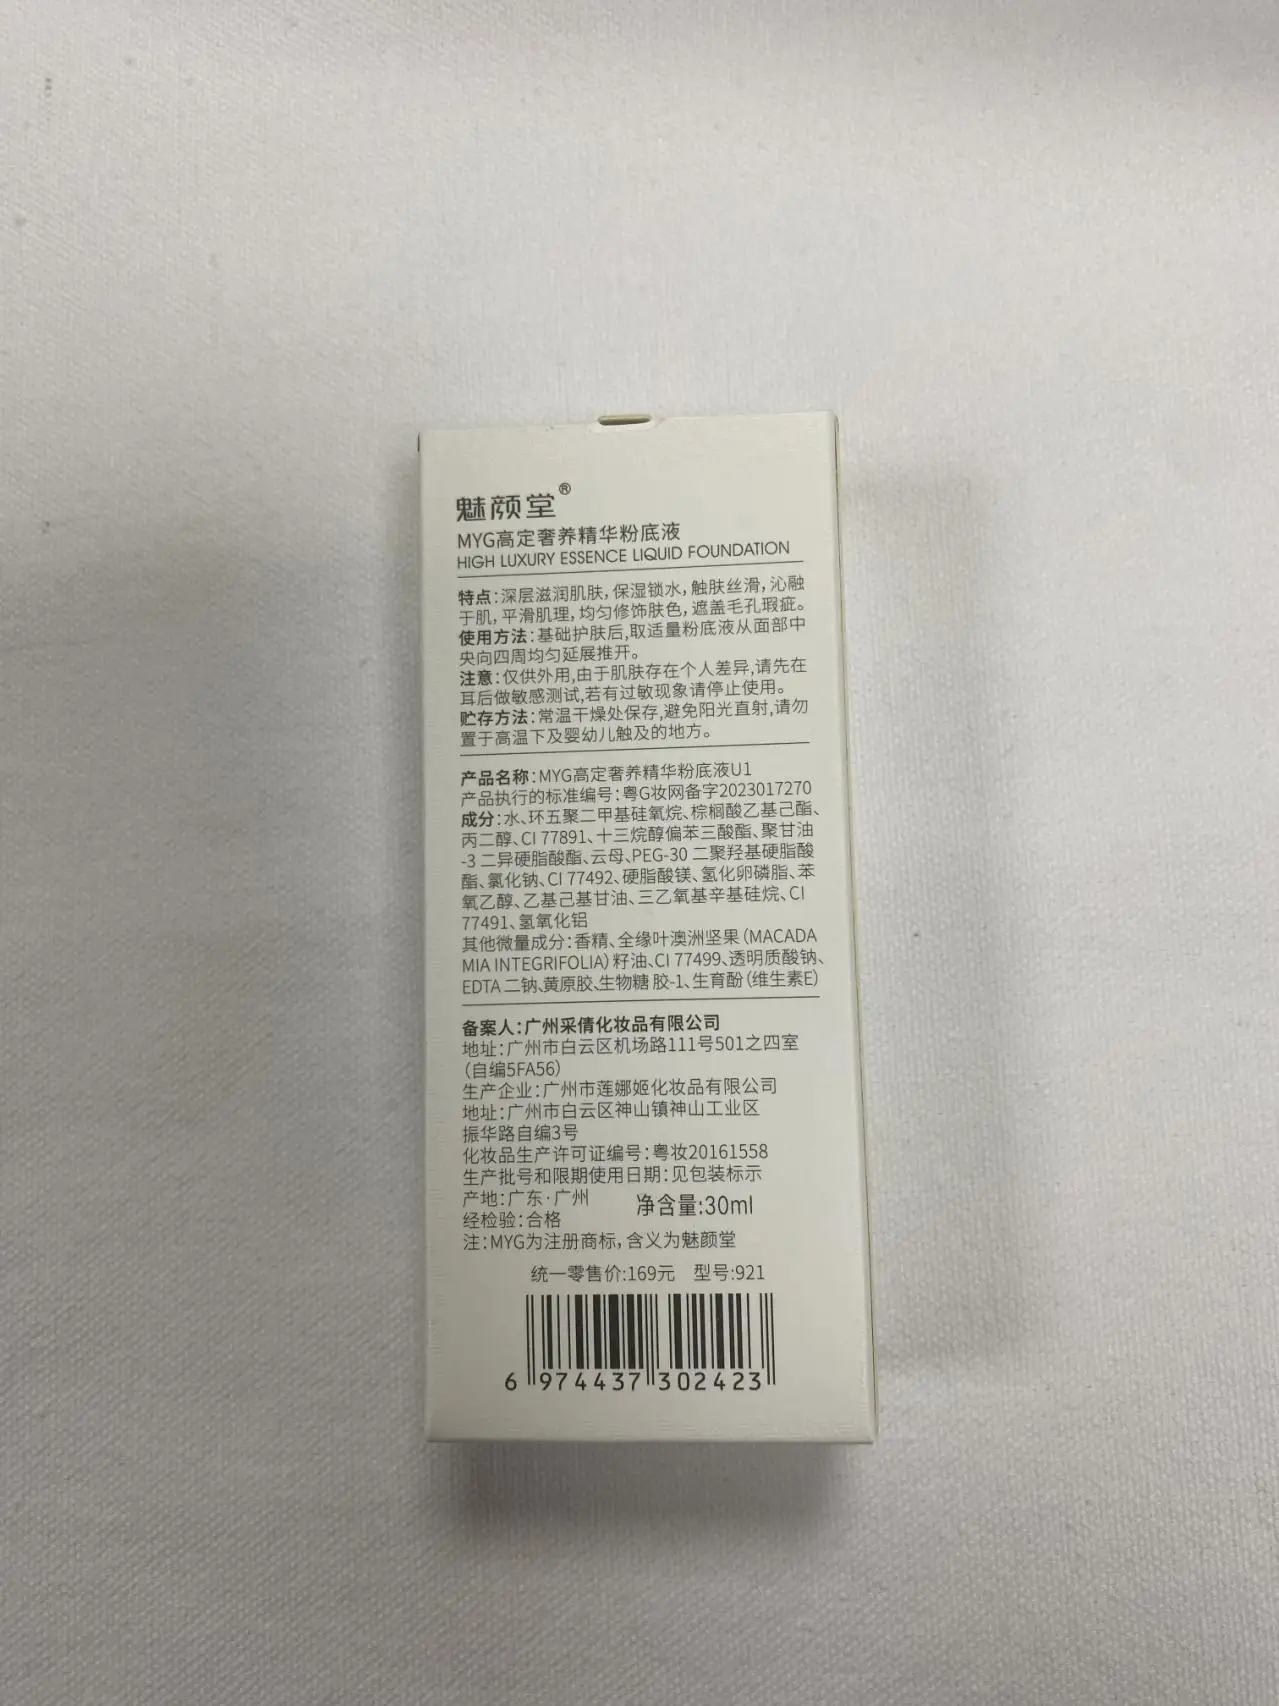 魅颜堂®
MYG高定奢养精华粉底液
HIGH LUXURY ESSENCE LIQUID FOUNDATION
特点:深层滋润肌肤,保湿锁水,触肤丝滑,沁融
于肌,平滑肌理,均匀修饰肤色,遮盖毛孔瑕疵。
使用方法:基础护肤后,取适量粉底液从面部中
央向四周均匀延展推开。
注意:仅供外用,由于肌肤存在个人差异,请先在
耳后做敏感测试,若有过敏现象请停止使用。
贮存方法:常温干燥处保存,避免阳光直射,请勿
置于高温下及婴幼儿触及的地方。
产品名称:MYG高定奢养精华粉底液U1
产品执行的标准编号:粤G妆网备字2023017270
成分:水、环五聚二甲基硅氧烷、棕榈酸乙基己酯、
丙二醇、CI 77891、十三烷醇偏苯三酸酯、聚甘油
-3 二异硬脂酸酯、云母、PEG-30 二聚羟基硬脂酸
酯、氯化钠、CI 77492、硬脂酸镁、氢化卵磷脂、苯
氧乙醇、乙基己基甘油、三乙氧基辛基硅烷、CI
77491、氢氧化铝
其他微量成分:香精、全缘叶澳洲坚果(MACADA
MIA INTEGRIFOLIA)籽油、CI 77499、透明质酸钠、
EDTA 二钠、黄原胶、生物糖胶-1、生育酚(维生素E)
备案人:广州采倩化妆品有限公司
地址:广州市白云区机场路111号501之四室
(自编5FA56)
生产企业:广州市莲娜姬化妆品有限公司
地址:广州市白云区神山镇神山工业区
振华路自编3号
化妆品生产许可证编号:粤妆20161558
生产批号和限期使用日期:见包装标示
产地:广东·广州 净含量:30ml
经检验:合格
注:MYG为注册商标,含义为魅颜堂
统一零售价:169元 型号:921
6 974437 302423